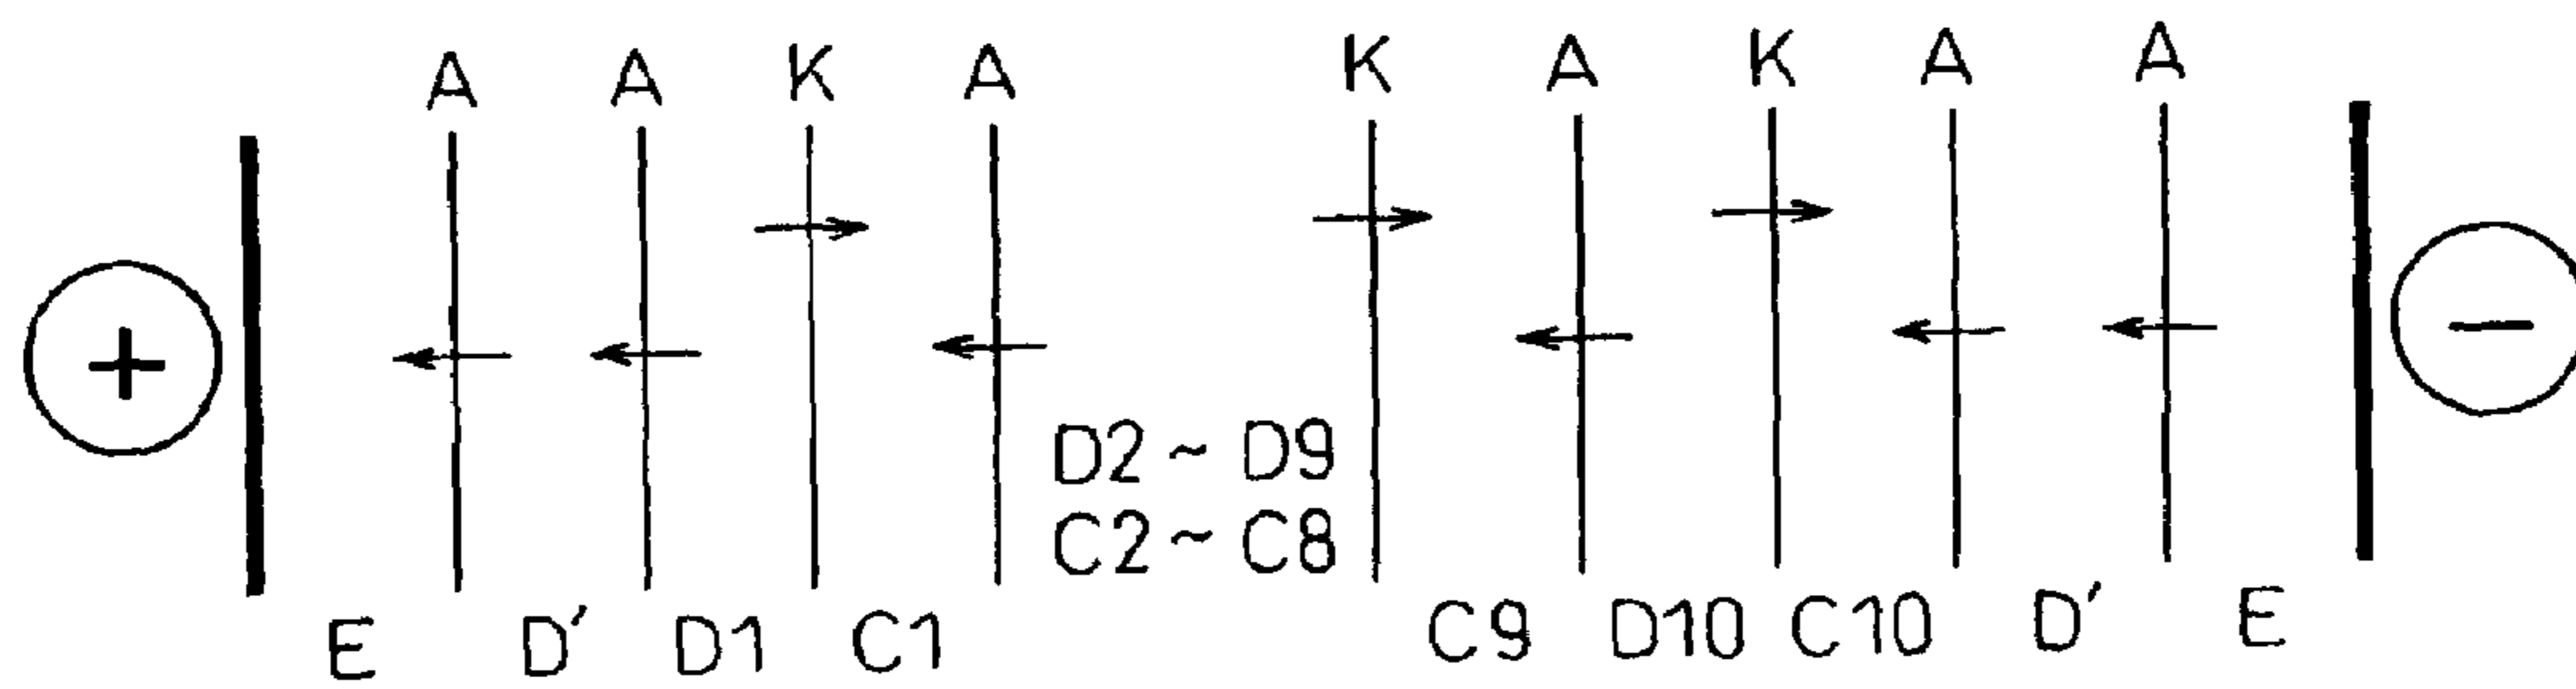 A A K A K A K A A
+ −
D2 ~ D9
C2 ~ C8
E D′ D1 C1 C9 D10 C10 D′ E